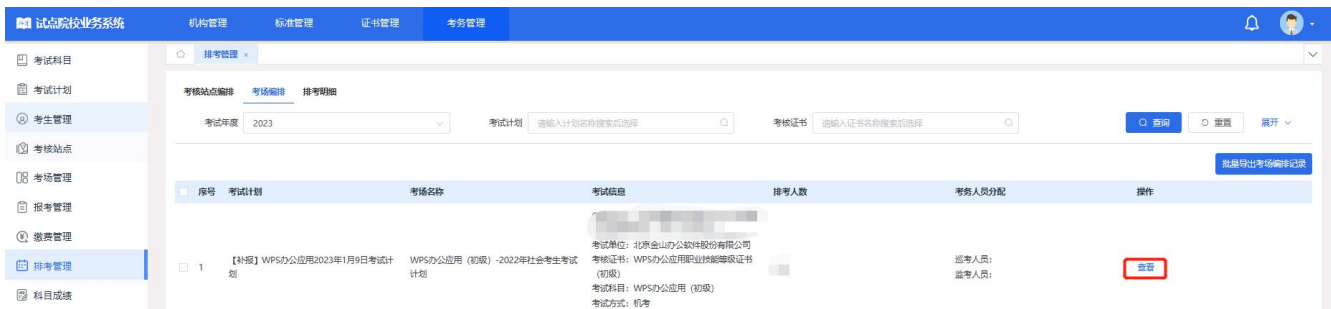 试点院校业务系统 机构管理 标准管理 证书管理 考务管理
考试科目
考试计划
考生管理
考核站点
考场管理
报考管理
缴费管理
排考管理
科目成绩
排考管理 ×
考核站点编排 考场编排 排考明细
考试年度 2023 考试计划 请输入计划名称搜索后选择 考核证书 请输入证书名称搜索后选择 查询 重置 展开
批量导出考场编排记录
序号 考试计划 考场名称 考试信息 排考人数 考务人员分配 操作
1
【补报】WPS办公应用2023年1月9日考试计
划
WPS办公应用（初级）-2022年社会考生考试
计划
考试单位：北京金山办公软件股份有限公司
考核证书：WPS办公应用职业技能等级证书
（初级）
考试科目：WPS办公应用（初级）
考试方式：机考
巡考人员：
监考人员：
查看